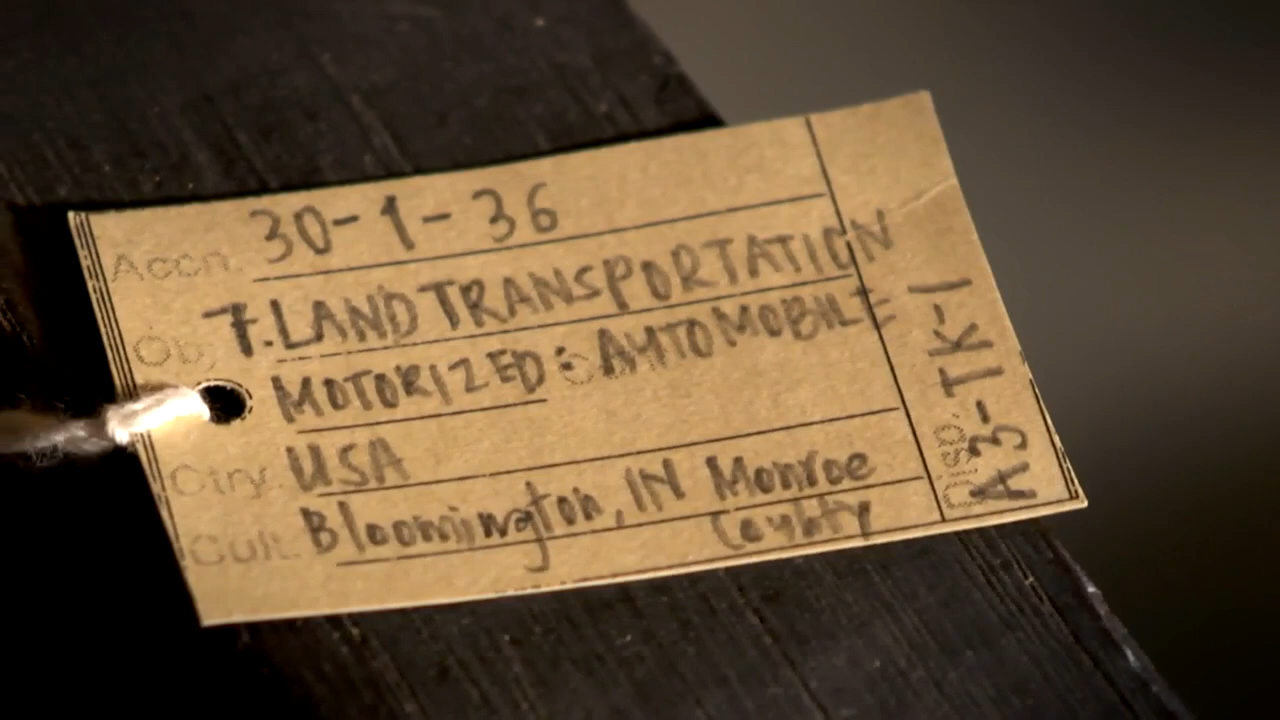 Accn. 30-1-36
Ob. 7. LAND TRANSPORTATION
MOTORIZED: AUTOMOBILE
Ctry. USA
Cult. Bloomington, IN Monroe
County
Disp. A3-TK-1